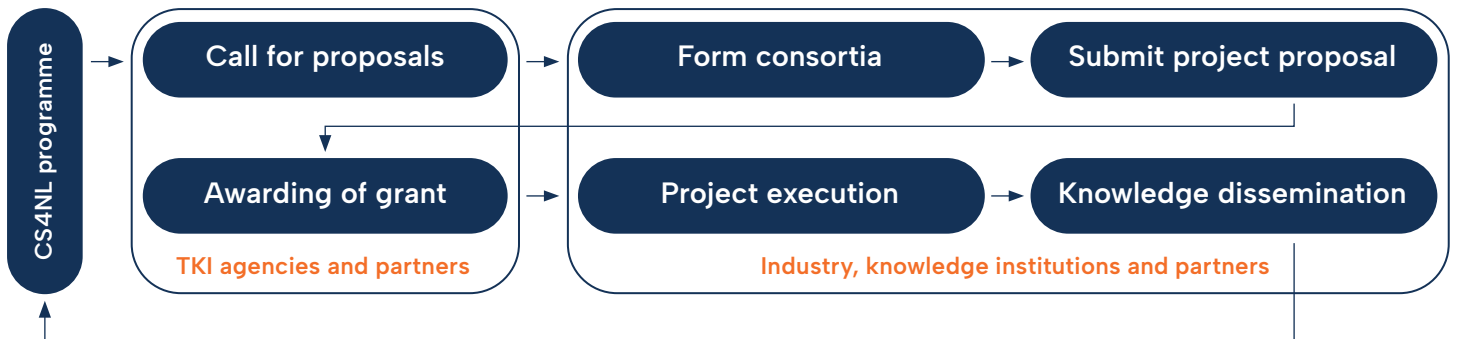 CS4NL programme
Call for proposals
Form consortia
Submit project proposal
Awarding of grant
Project execution
Knowledge dissemination
TKI agencies and partners
Industry, knowledge institutions and partners